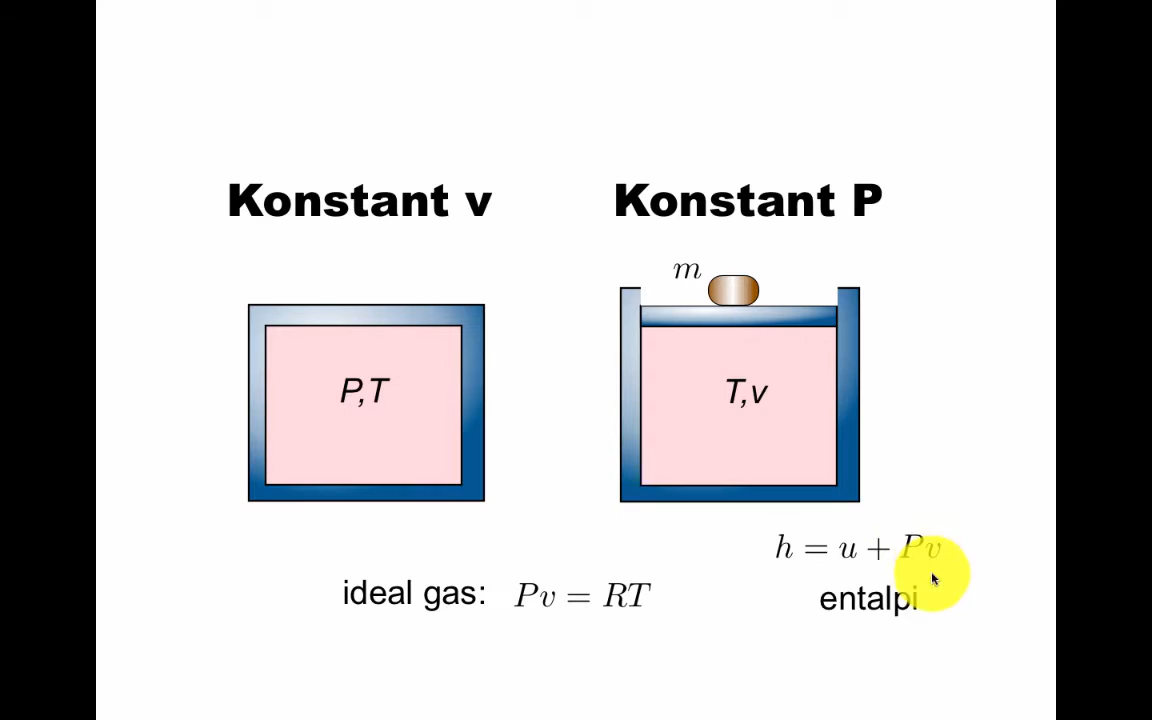 Konstant v
Konstant P
m
P,T
T,v
h = u + Pv
ideal gas: Pv = RT
entalpi